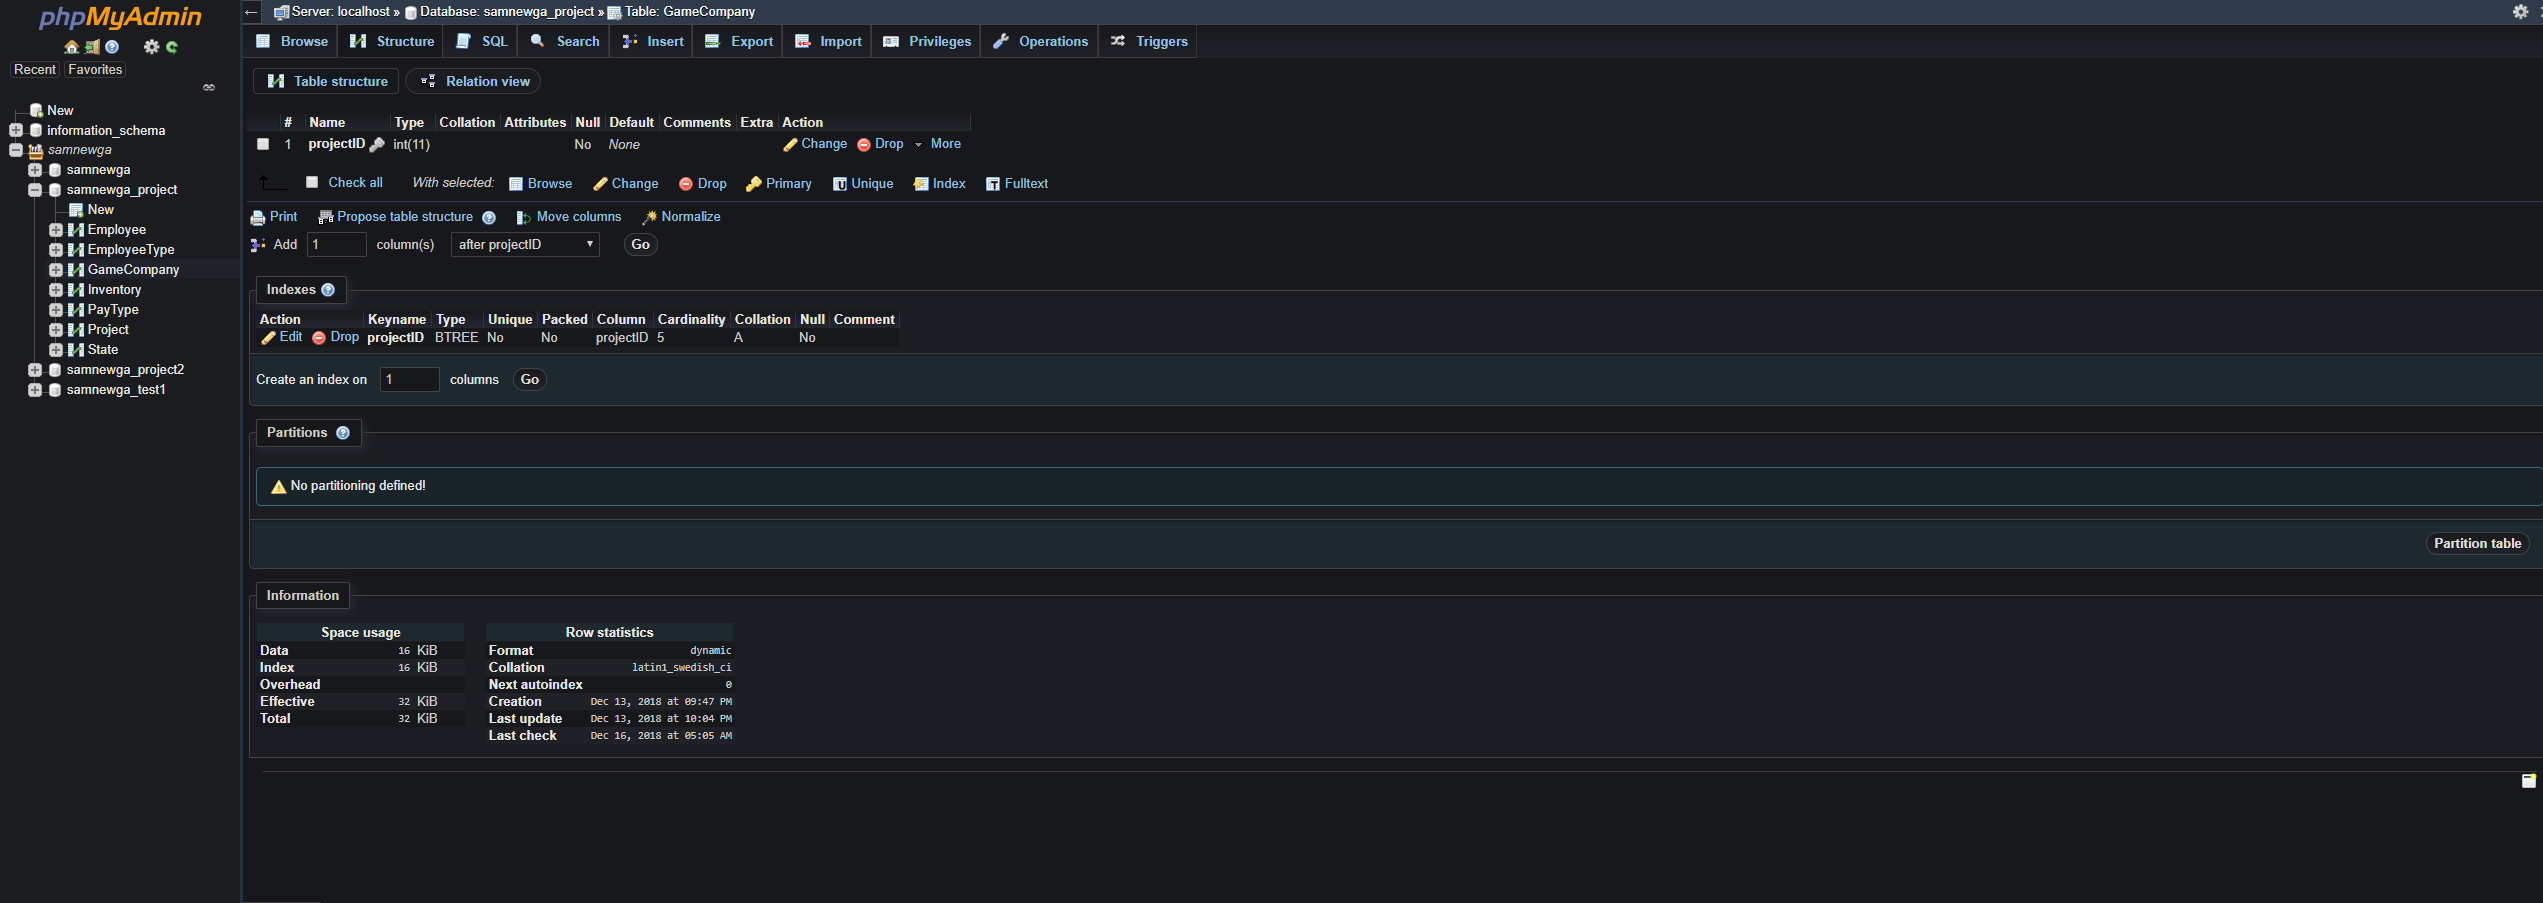 phpMyAdmin
Recent Favorites
New
information_schema
samnewga
samnewga
samnewga_project
New
Employee
EmployeeType
GameCompany
Inventory
PayType
Project
State
samnewga_project2
samnewga_test1
Server: localhost » Database: samnewga_project » Table: GameCompany
Browse Structure SQL Search Insert Export Import Privileges Operations Triggers
Table structure Relation view
# Name Type Collation Attributes Null Default Comments Extra Action
1 projectID int(11) No None Change Drop More
Check all With selected: Browse Change Drop Primary Unique Index Fulltext
Print Propose table structure Move columns Normalize
Add 1 column(s) after projectID Go
Indexes
Action Keyname Type Unique Packed Column Cardinality Collation Null Comment
Edit Drop projectID BTREE No No projectID 5 A No
Create an index on 1 columns Go
Partitions
No partitioning defined!
Partition table
Information
Space usage
Data 16 KiB
Index 16 KiB
Overhead
Effective 32 KiB
Total 32 KiB
Row statistics
Format dynamic
Collation latin1_swedish_ci
Next autoindex 0
Creation Dec 13, 2018 at 09:47 PM
Last update Dec 13, 2018 at 10:04 PM
Last check Dec 16, 2018 at 05:05 AM